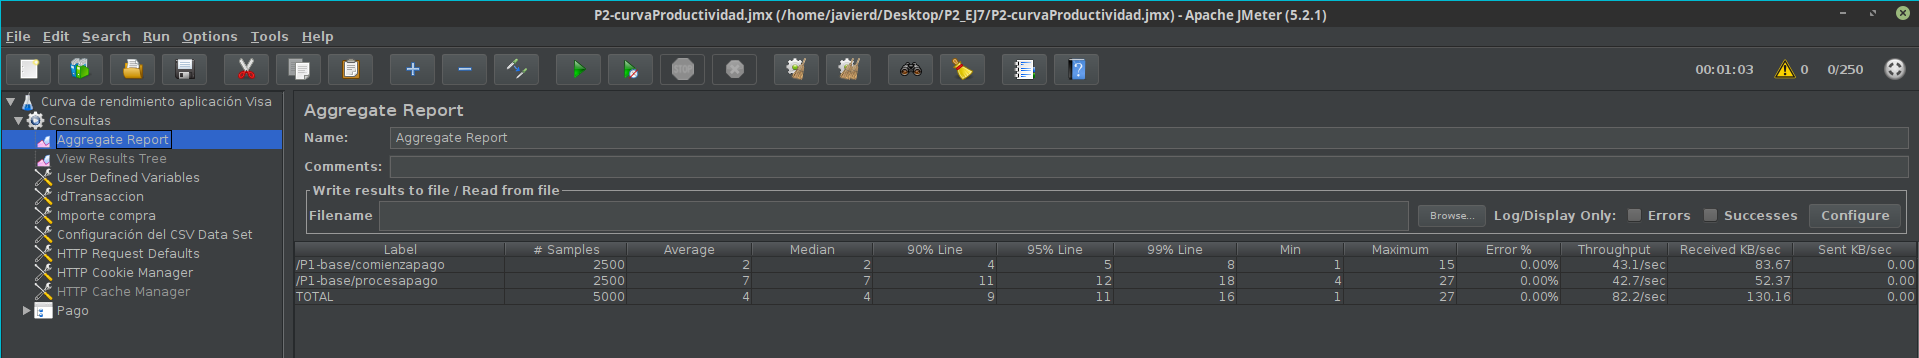 P2-curvaProductividad.jmx (/home/javierd/Desktop/P2_EJ7/P2-curvaProductividad.jmx) - Apache JMeter (5.2.1)
File Edit Search Run Options Tools Help
STOP 00:01:03 0 0/250
Curva de rendimiento aplicación Visa
Consultas
Aggregate Report
View Results Tree
User Defined Variables
idTransaccion
Importe compra
Configuración del CSV Data Set
HTTP Request Defaults
HTTP Cookie Manager
HTTP Cache Manager
Pago
Aggregate Report
Name: Aggregate Report
Comments:
Write results to file / Read from file
Filename Browse... Log/Display Only: Errors Successes Configure
Label # Samples Average Median 90% Line 95% Line 99% Line Min Maximum Error % Throughput Received KB/sec Sent KB/sec
/P1-base/comienzapago 2500 2 2 4 5 8 1 15 0.00% 43.1/sec 83.67 0.00
/P1-base/procesapago 2500 7 7 11 12 18 4 27 0.00% 42.7/sec 52.37 0.00
TOTAL 5000 4 4 9 11 16 1 27 0.00% 82.2/sec 130.16 0.00